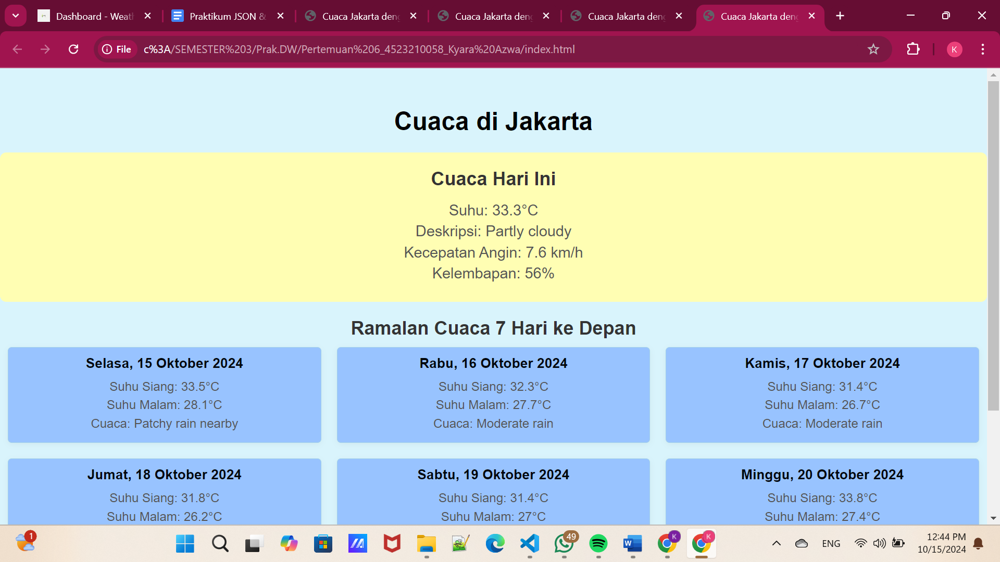 Dashboard - Weath
Praktikum JSON &
Cuaca Jakarta deng
Cuaca Jakarta deng
Cuaca Jakarta deng
Cuaca Jakarta deng
File
c%3A/SEMESTER%203/Prak.DW/Pertemuan%206_4523210058_Kyara%20Azwa/index.html
K
Cuaca di Jakarta
Cuaca Hari Ini
Suhu: 33.3°C
Deskripsi: Partly cloudy
Kecepatan Angin: 7.6 km/h
Kelembapan: 56%
Ramalan Cuaca 7 Hari ke Depan
Selasa, 15 Oktober 2024
Suhu Siang: 33.5°C
Suhu Malam: 28.1°C
Cuaca: Patchy rain nearby
Rabu, 16 Oktober 2024
Suhu Siang: 32.3°C
Suhu Malam: 27.7°C
Cuaca: Moderate rain
Kamis, 17 Oktober 2024
Suhu Siang: 31.4°C
Suhu Malam: 26.7°C
Cuaca: Moderate rain
Jumat, 18 Oktober 2024
Suhu Siang: 31.8°C
Suhu Malam: 26.2°C
Sabtu, 19 Oktober 2024
Suhu Siang: 31.4°C
Suhu Malam: 27°C
Minggu, 20 Oktober 2024
Suhu Siang: 33.8°C
Suhu Malam: 27.4°C
1
49
W
K
K
ENG
12:44 PM
10/15/2024